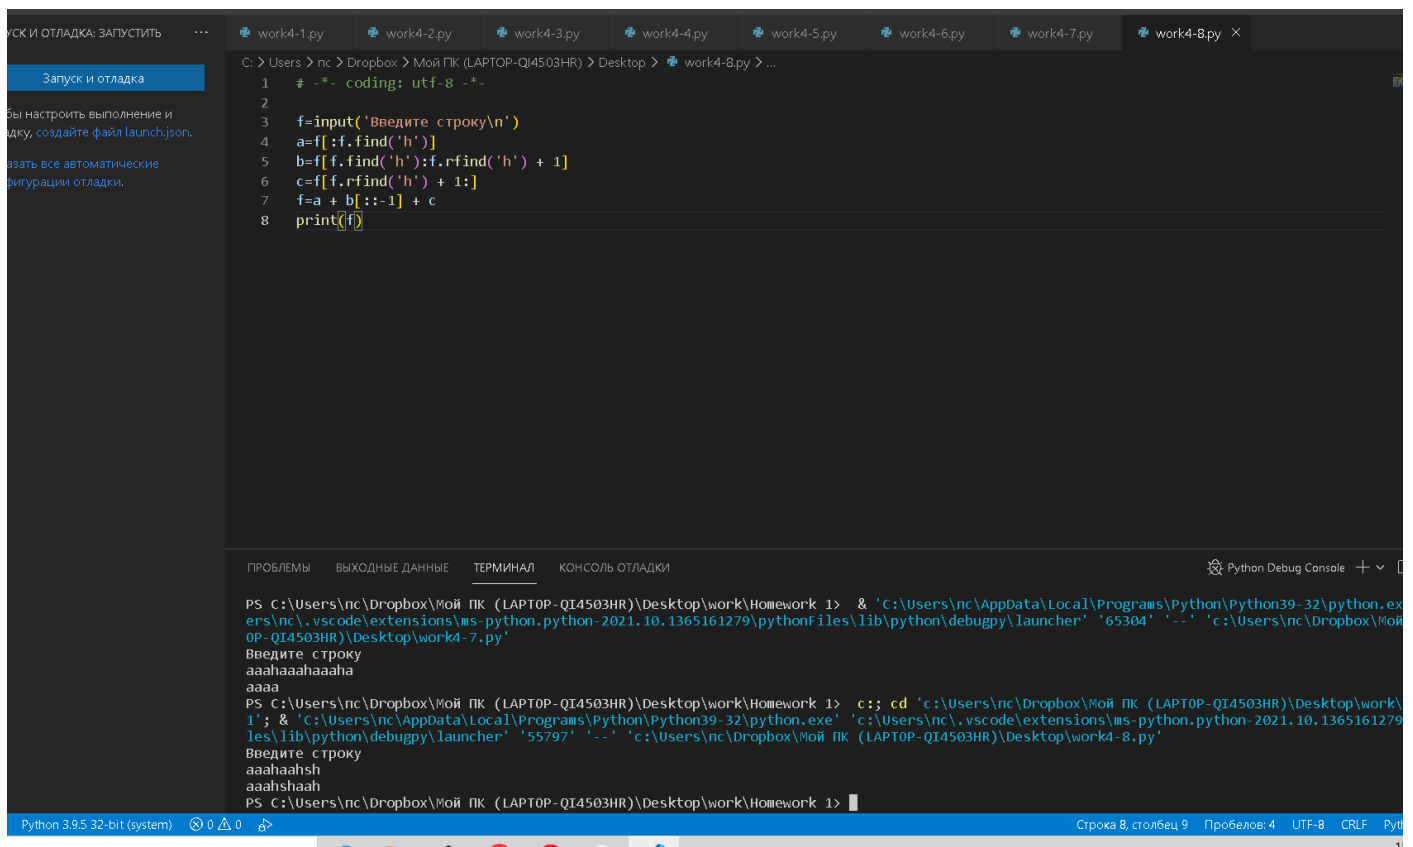 УСК И ОТЛАДКА: ЗАПУСТИТЬ ···
work4-1.py work4-2.py work4-3.py work4-4.py work4-5.py work4-6.py work4-7.py work4-8.py ×
C: > Users > пс > Dropbox > Мой ПК (LAPTOP-QI4503HR) > Desktop > work4-8.py > ...
Запуск и отладка
бы настроить выполнение и
адку, создайте файл launch.json.
азать все автоматические
фигурации отладки.
1 # -*- coding: utf-8 -*-
2
3 f=input('Введите строку\n')
4 a=f[:f.find('h')]
5 b=f[f.find('h'):f.rfind('h') + 1]
6 c=f[f.rfind('h') + 1:]
7 f=a + b[::-1] + c
8 print(f)
ПРОБЛЕМЫ ВЫХОДНЫЕ ДАННЫЕ ТЕРМИНАЛ КОНСОЛЬ ОТЛАДКИ Python Debug Console
PS C:\Users\пс\Dropbox\Мой ПК (LAPTOP-QI4503HR)\Desktop\work\Homework 1> & 'C:\Users\пс\AppData\Local\Programs\Python\Python39-32\python.ex
ers\пс\.vscode\extensions\ms-python.python-2021.10.1365161279\pythonFiles\lib\python\debugpy\launcher' '65304' '--' 'c:\Users\пс\Dropbox\Мой
OP-QI4503HR)\Desktop\work4-7.py'
Введите строку
aaahaaahaaaha
aaaa
PS C:\Users\пс\Dropbox\Мой ПК (LAPTOP-QI4503HR)\Desktop\work\Homework 1> c:; cd 'c:\Users\пс\Dropbox\Мой ПК (LAPTOP-QI4503HR)\Desktop\work\
1'; & 'C:\Users\пс\AppData\Local\Programs\Python\Python39-32\python.exe' 'c:\Users\пс\.vscode\extensions\ms-python.python-2021.10.1365161279
les\lib\python\debugpy\launcher' '55797' '--' 'c:\Users\пс\Dropbox\Мой ПК (LAPTOP-QI4503HR)\Desktop\work4-8.py'
Введите строку
aaahaahsh
aaahshaah
PS C:\Users\пс\Dropbox\Мой ПК (LAPTOP-QI4503HR)\Desktop\work\Homework 1>
Python 3.9.5 32-bit (system) 0 0 Строка 8, столбец 9 Пробелов: 4 UTF-8 CRLF Pyt